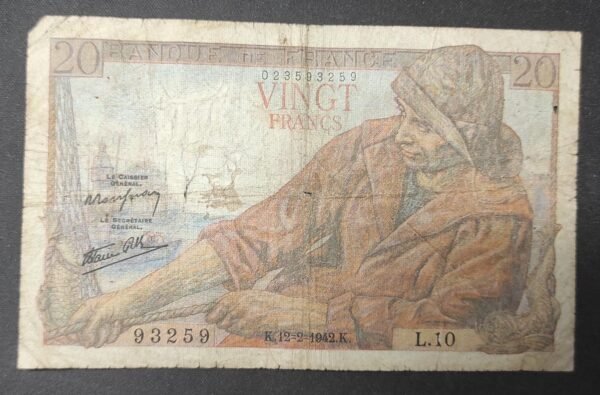 20 BANQUE DE FRANCE 20
023593259
VINGT
FRANCS
LE CAISSIER
GÉNÉRAL,
LE SECRÉTAIRE
GÉNÉRAL,
93259 K.12-2-1942.K. L.10